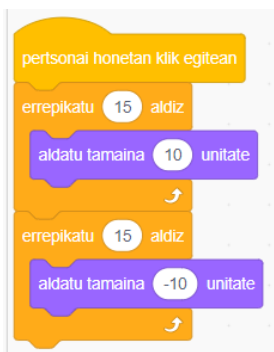 pertsonai honetan klik egitean
errepikatu 15 aldiz
aldatu tamaina 10 unitate
errepikatu 15 aldiz
aldatu tamaina -10 unitate